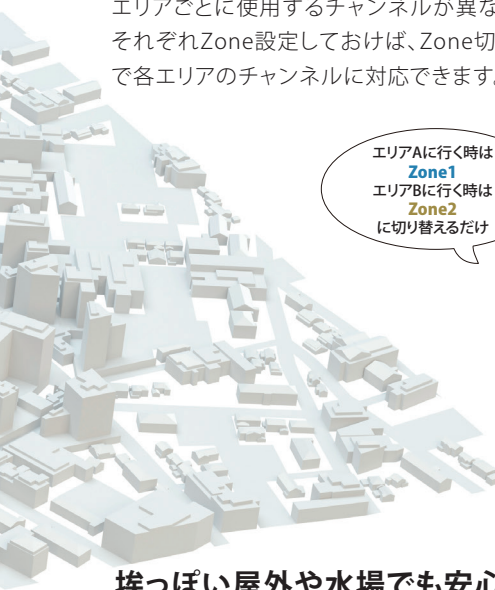 エリアごとに使用するチャンネルが異な
それぞれZone設定しておけば、Zone切
で各エリアのチャンネルに対応できます。
エリアAに行く時は
Zone1
エリアBに行く時は
Zone2
に切り替えるだけ
埃っぽい屋外や水場でも安心